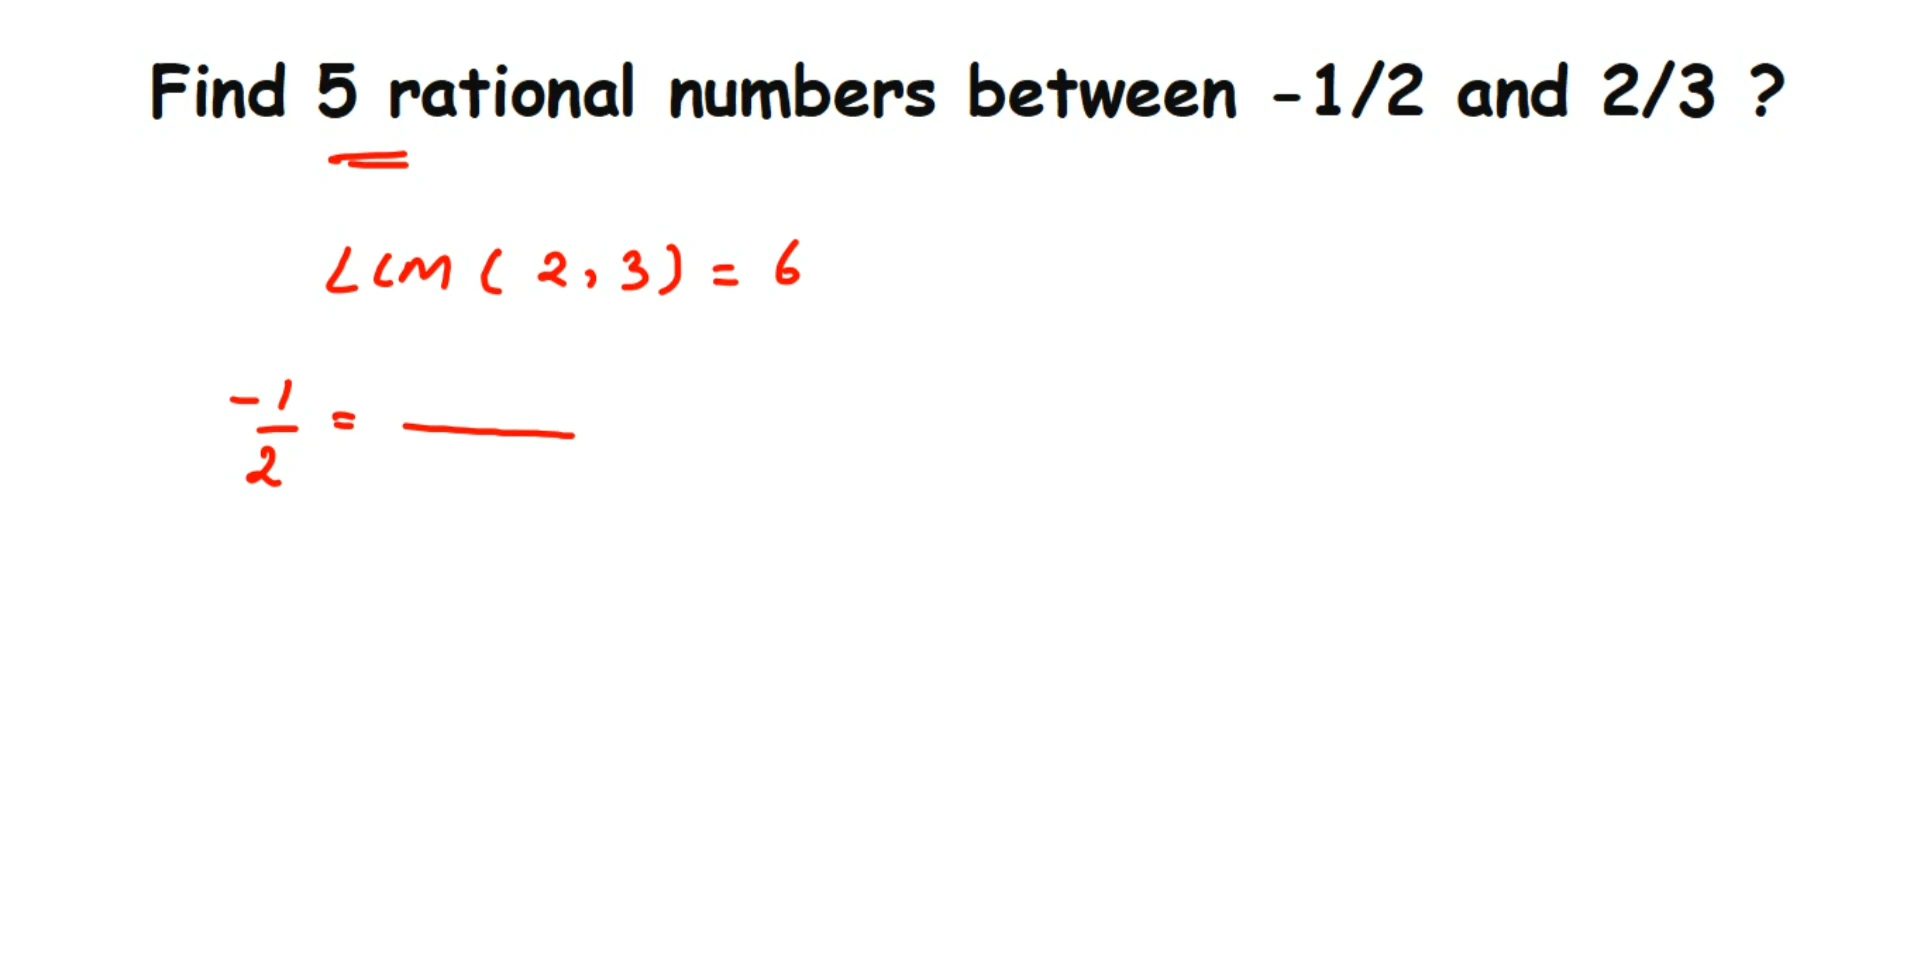 Find 5 rational numbers between -1/2 and 2/3 ?
LCM ( 2, 3) = 6
-1/2 =